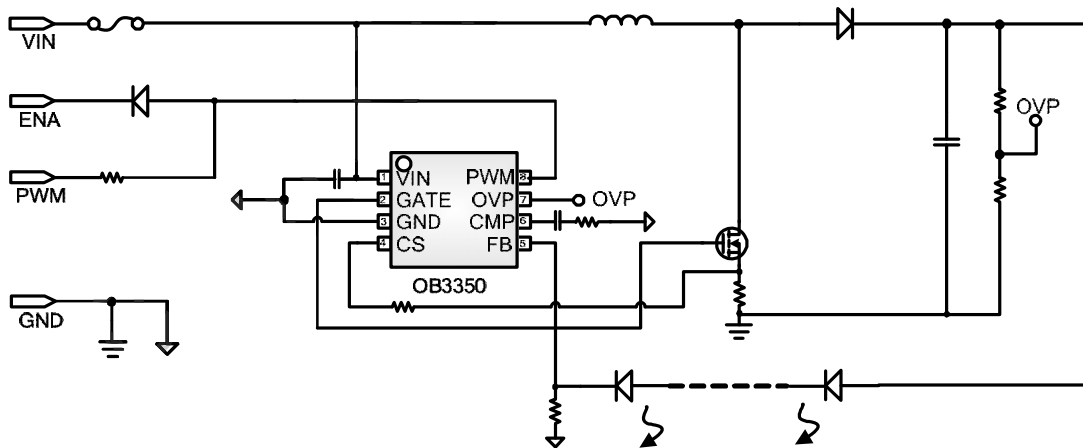 VIN
ENA
PWM
GND
1 VIN PWM 8
2 GATE OVP 7 OVP
3 GND CMP 6
4 CS FB 5
OB3350
OVP